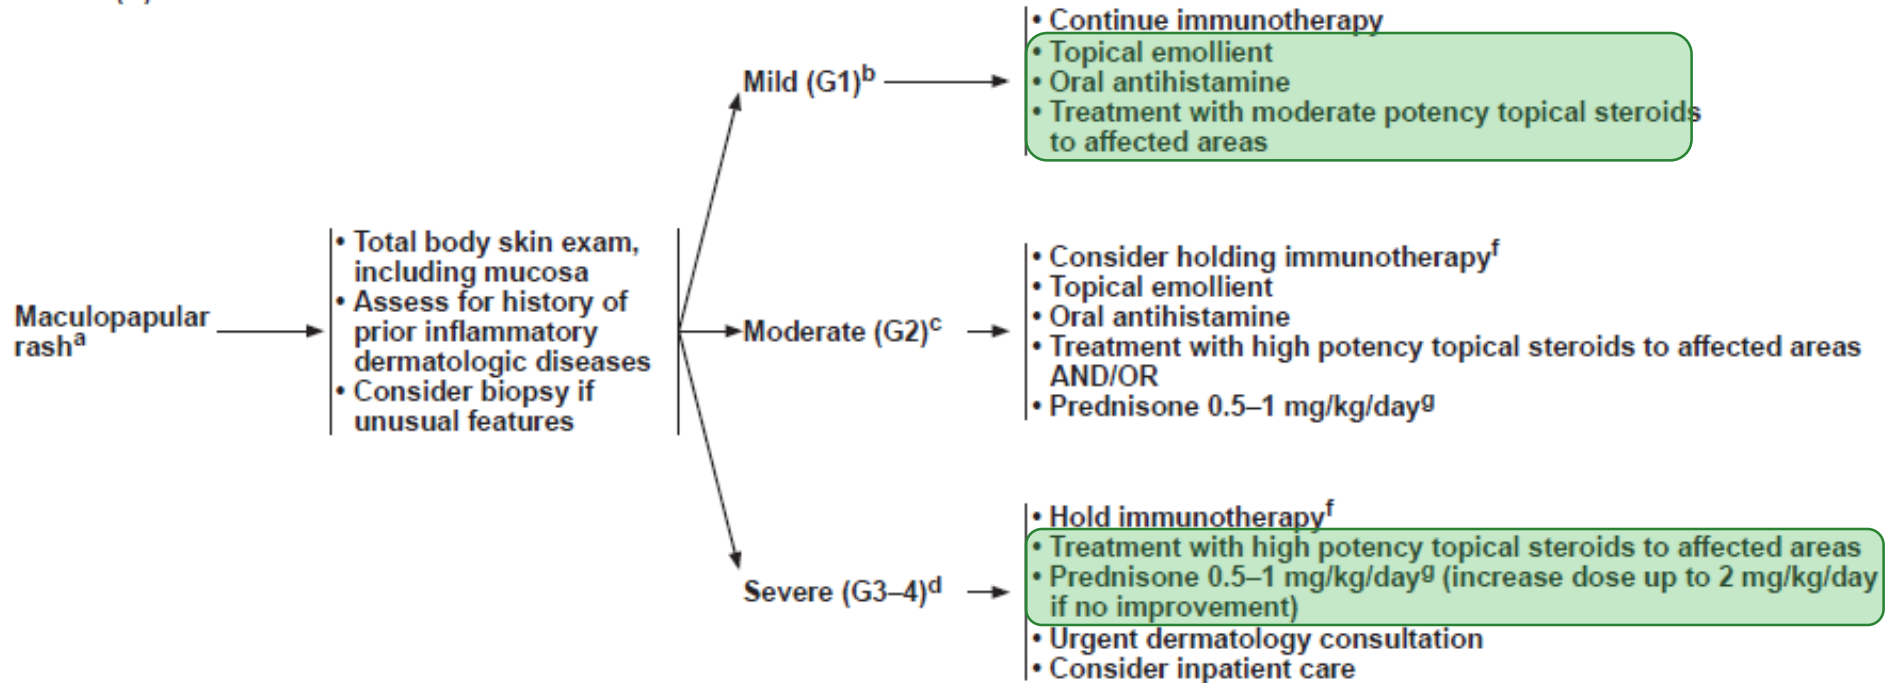 Maculopapular
rashᵃ
• Total body skin exam,
including mucosa
• Assess for history of
prior inflammatory
dermatologic diseases
• Consider biopsy if
unusual features
Mild (G1)ᵇ
• Continue immunotherapy
• Topical emollient
• Oral antihistamine
• Treatment with moderate potency topical steroids
to affected areas
Moderate (G2)ᶜ
• Consider holding immunotherapyᶠ
• Topical emollient
• Oral antihistamine
• Treatment with high potency topical steroids to affected areas
AND/OR
• Prednisone 0.5–1 mg/kg/dayᵍ
Severe (G3–4)ᵈ
• Hold immunotherapyᶠ
• Treatment with high potency topical steroids to affected areas
• Prednisone 0.5–1 mg/kg/dayᵍ (increase dose up to 2 mg/kg/day
if no improvement)
• Urgent dermatology consultation
• Consider inpatient care